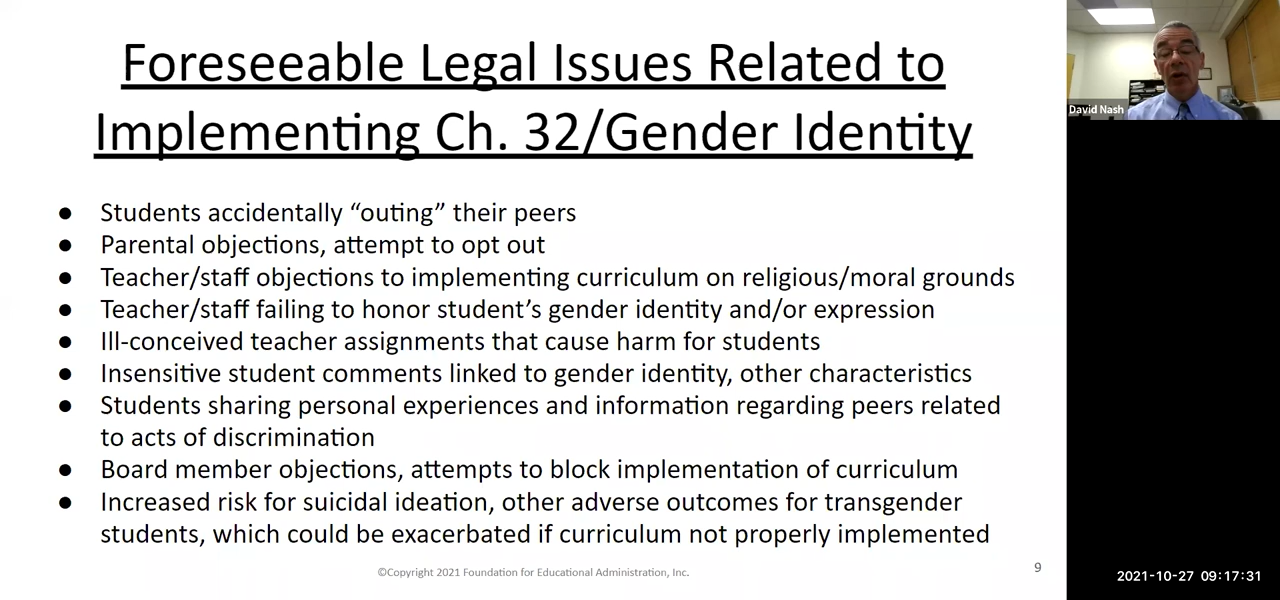 Foreseeable Legal Issues Related to
Implementing Ch. 32/Gender Identity
● Students accidentally “outing” their peers
● Parental objections, attempt to opt out
● Teacher/staff objections to implementing curriculum on religious/moral grounds
● Teacher/staff failing to honor student’s gender identity and/or expression
● Ill-conceived teacher assignments that cause harm for students
● Insensitive student comments linked to gender identity, other characteristics
● Students sharing personal experiences and information regarding peers related
to acts of discrimination
● Board member objections, attempts to block implementation of curriculum
● Increased risk for suicidal ideation, other adverse outcomes for transgender
students, which could be exacerbated if curriculum not properly implemented
©Copyright 2021 Foundation for Educational Administration, Inc.
9
David Nash
2021-10-27 09:17:31